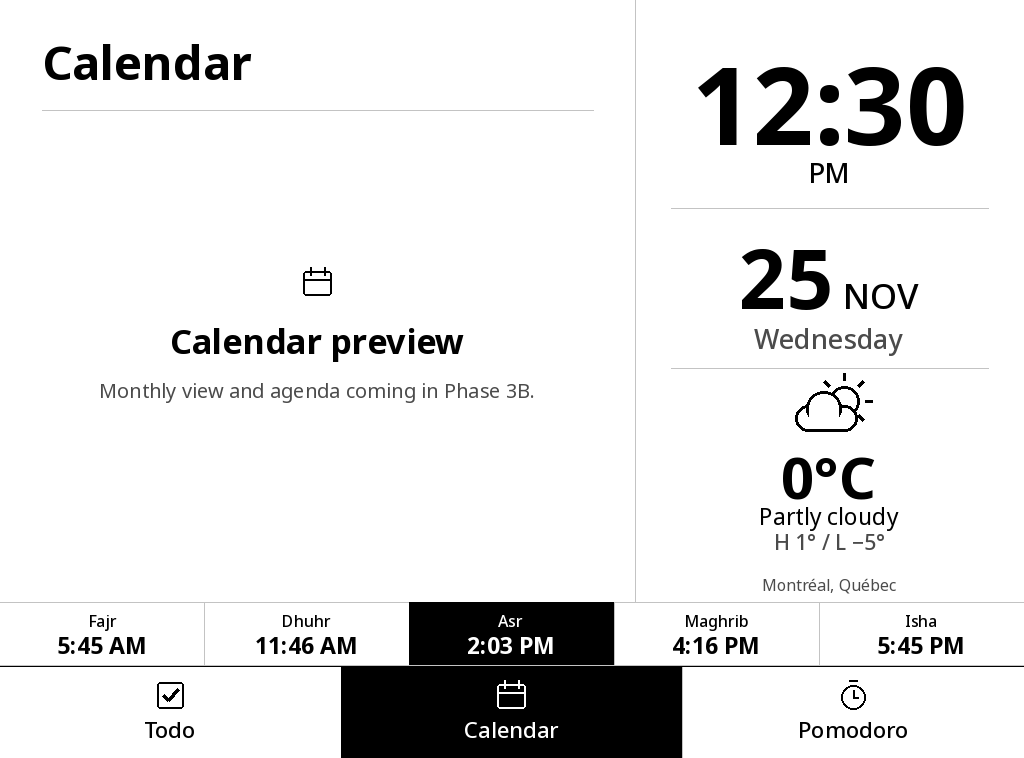 Calendar
Calendar preview
Monthly view and agenda coming in Phase 3B.
12:30
PM
25 NOV
Wednesday
0°C
Partly cloudy
H 1° / L −5°
Montréal, Québec
Fajr
5:45 AM
Dhuhr
11:46 AM
Asr
2:03 PM
Maghrib
4:16 PM
Isha
5:45 PM
Todo
Calendar
Pomodoro